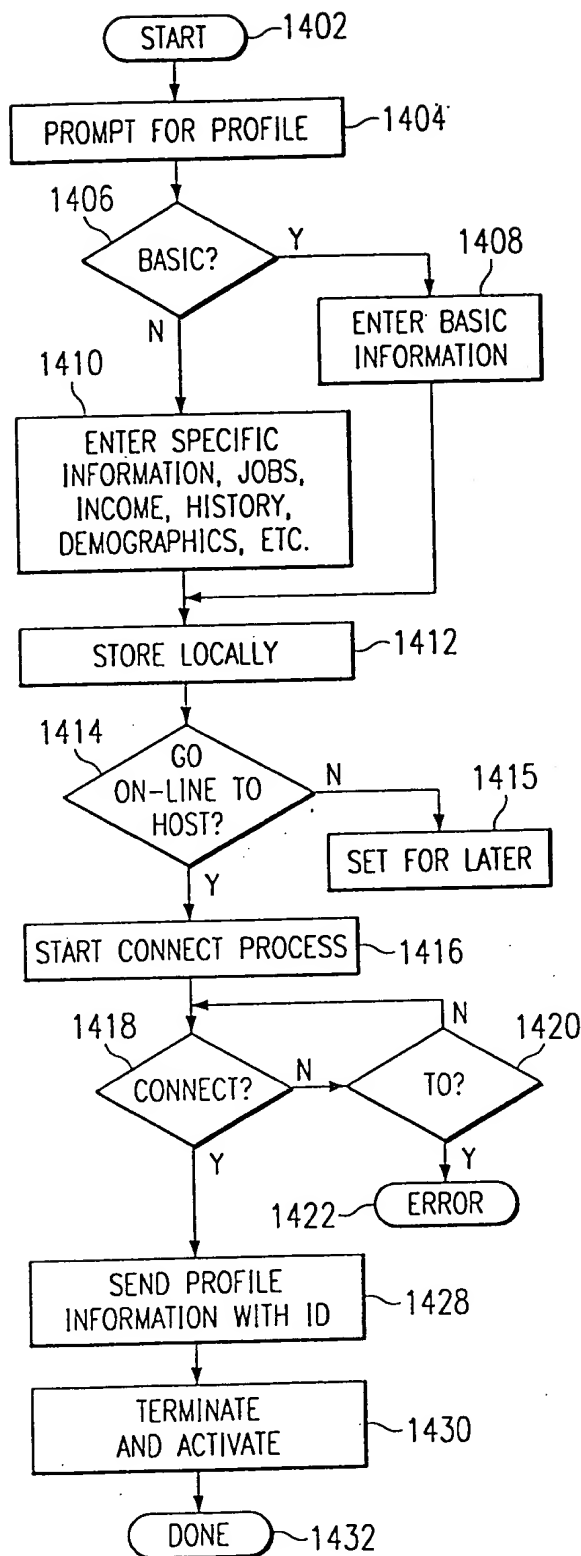 START
1402
PROMPT FOR PROFILE
1404
1406
BASIC?
Y
N
1408
ENTER BASIC
INFORMATION
1410
ENTER SPECIFIC
INFORMATION, JOBS,
INCOME, HISTORY,
DEMOGRAPHICS, ETC.
STORE LOCALLY
1412
1414
GO
ON-LINE TO
HOST?
N
Y
1415
SET FOR LATER
START CONNECT PROCESS
1416
1418
CONNECT?
N
Y
N
1420
TO?
Y
1422
ERROR
SEND PROFILE
INFORMATION WITH ID
1428
TERMINATE
AND ACTIVATE
1430
DONE
1432